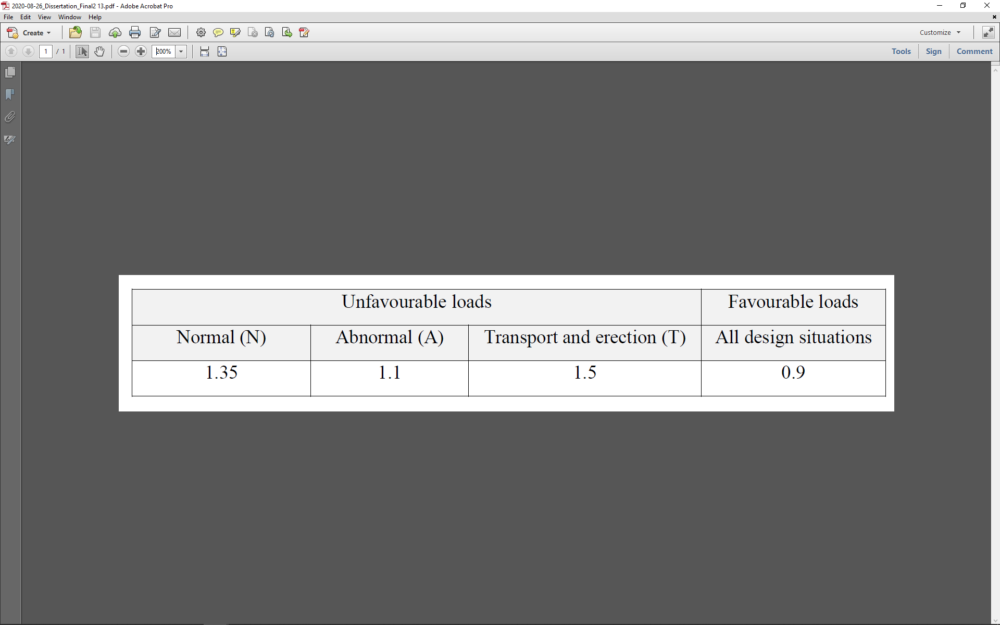 2020-08-26_Dissertation_Final2 13.pdf - Adobe Acrobat Pro
File Edit View Window Help
Create Customize
1 / 1 200% Tools Sign Comment
Unfavourable loads Favourable loads
Normal (N) Abnormal (A) Transport and erection (T) All design situations
1.35 1.1 1.5 0.9